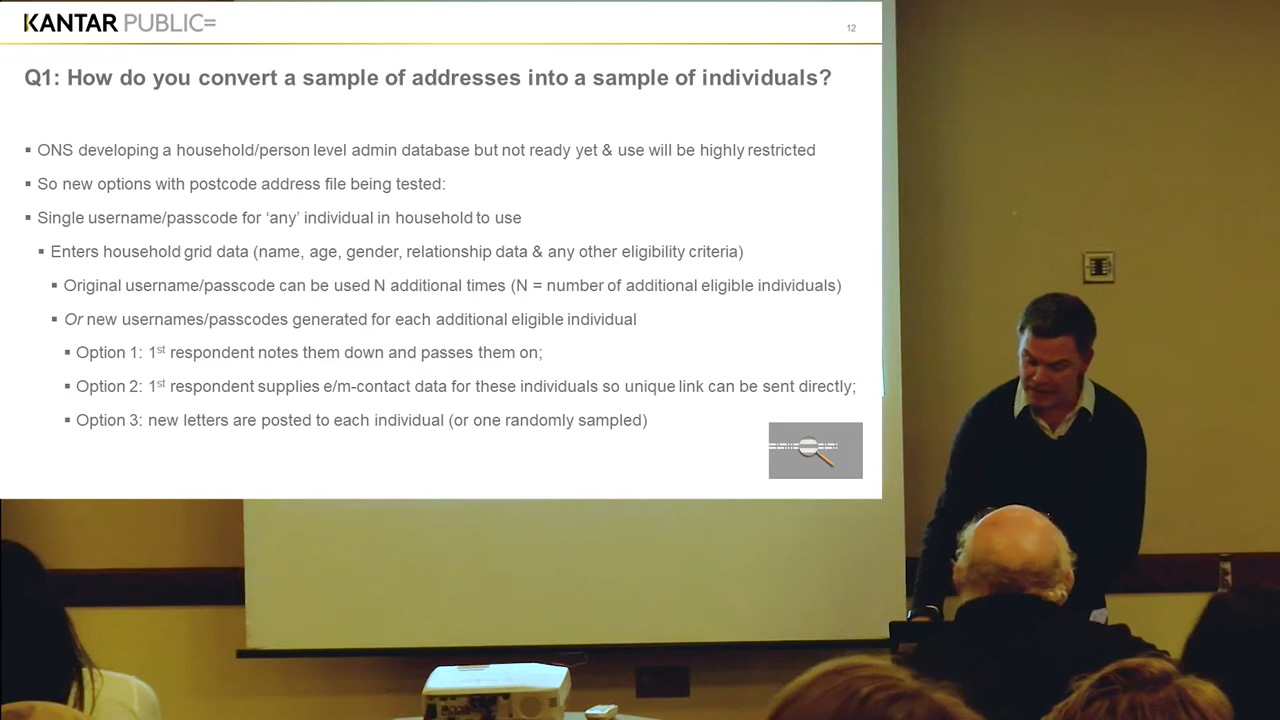 KANTAR PUBLIC=
12
Q1: How do you convert a sample of addresses into a sample of individuals?
▪ ONS developing a household/person level admin database but not ready yet & use will be highly restricted
▪ So new options with postcode address file being tested:
▪ Single username/passcode for ‘any’ individual in household to use
▪ Enters household grid data (name, age, gender, relationship data & any other eligibility criteria)
▪ Original username/passcode can be used N additional times (N = number of additional eligible individuals)
▪ Or new usernames/passcodes generated for each additional eligible individual
▪ Option 1: 1st respondent notes them down and passes them on;
▪ Option 2: 1st respondent supplies e/m-contact data for these individuals so unique link can be sent directly;
▪ Option 3: new letters are posted to each individual (or one randomly sampled)